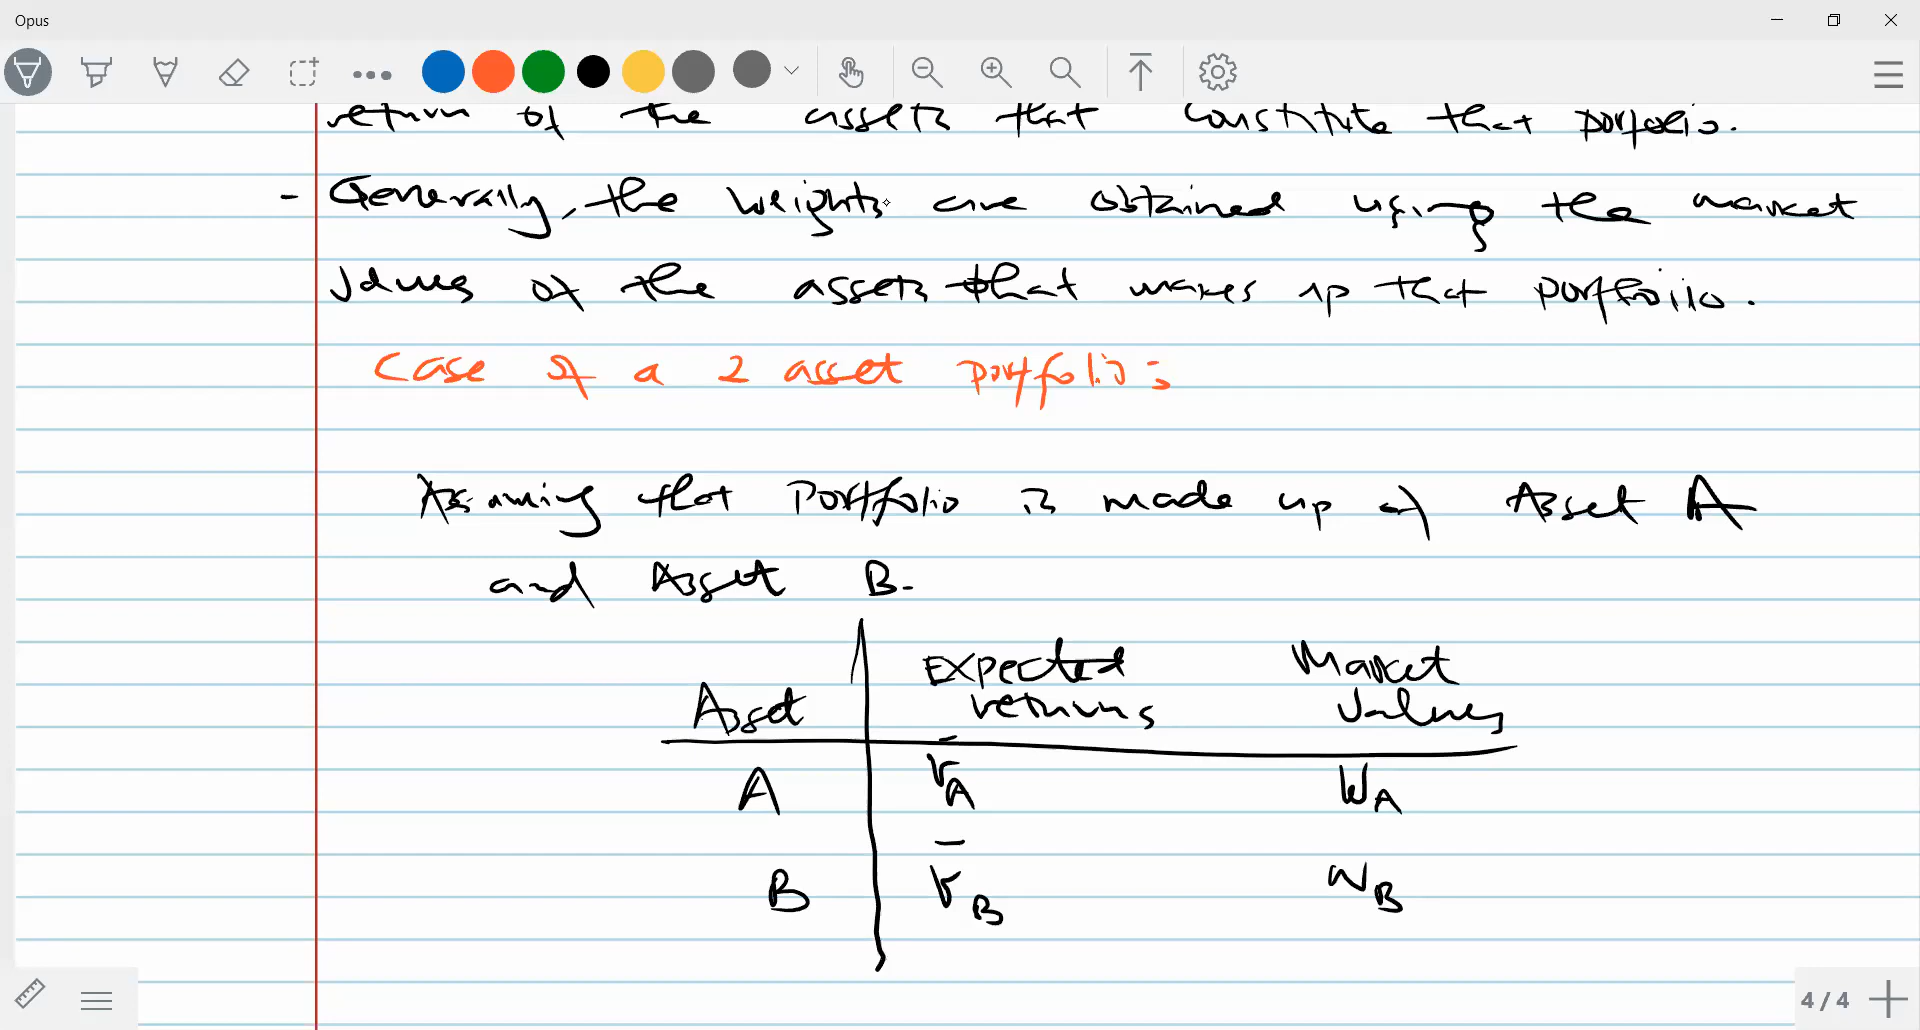 Opus
return of the assets that constitute that portfolio.
- Generally, the weights are obtained using the market
values of the assets that makes up that portfoiio.
Case of a 2 asset portfolio:
Assuming that Portfolio is made up of Asset A
and Asset B.
Asset Expected returns Market Values
A r̄A WA
B r̄B WB
4 / 4